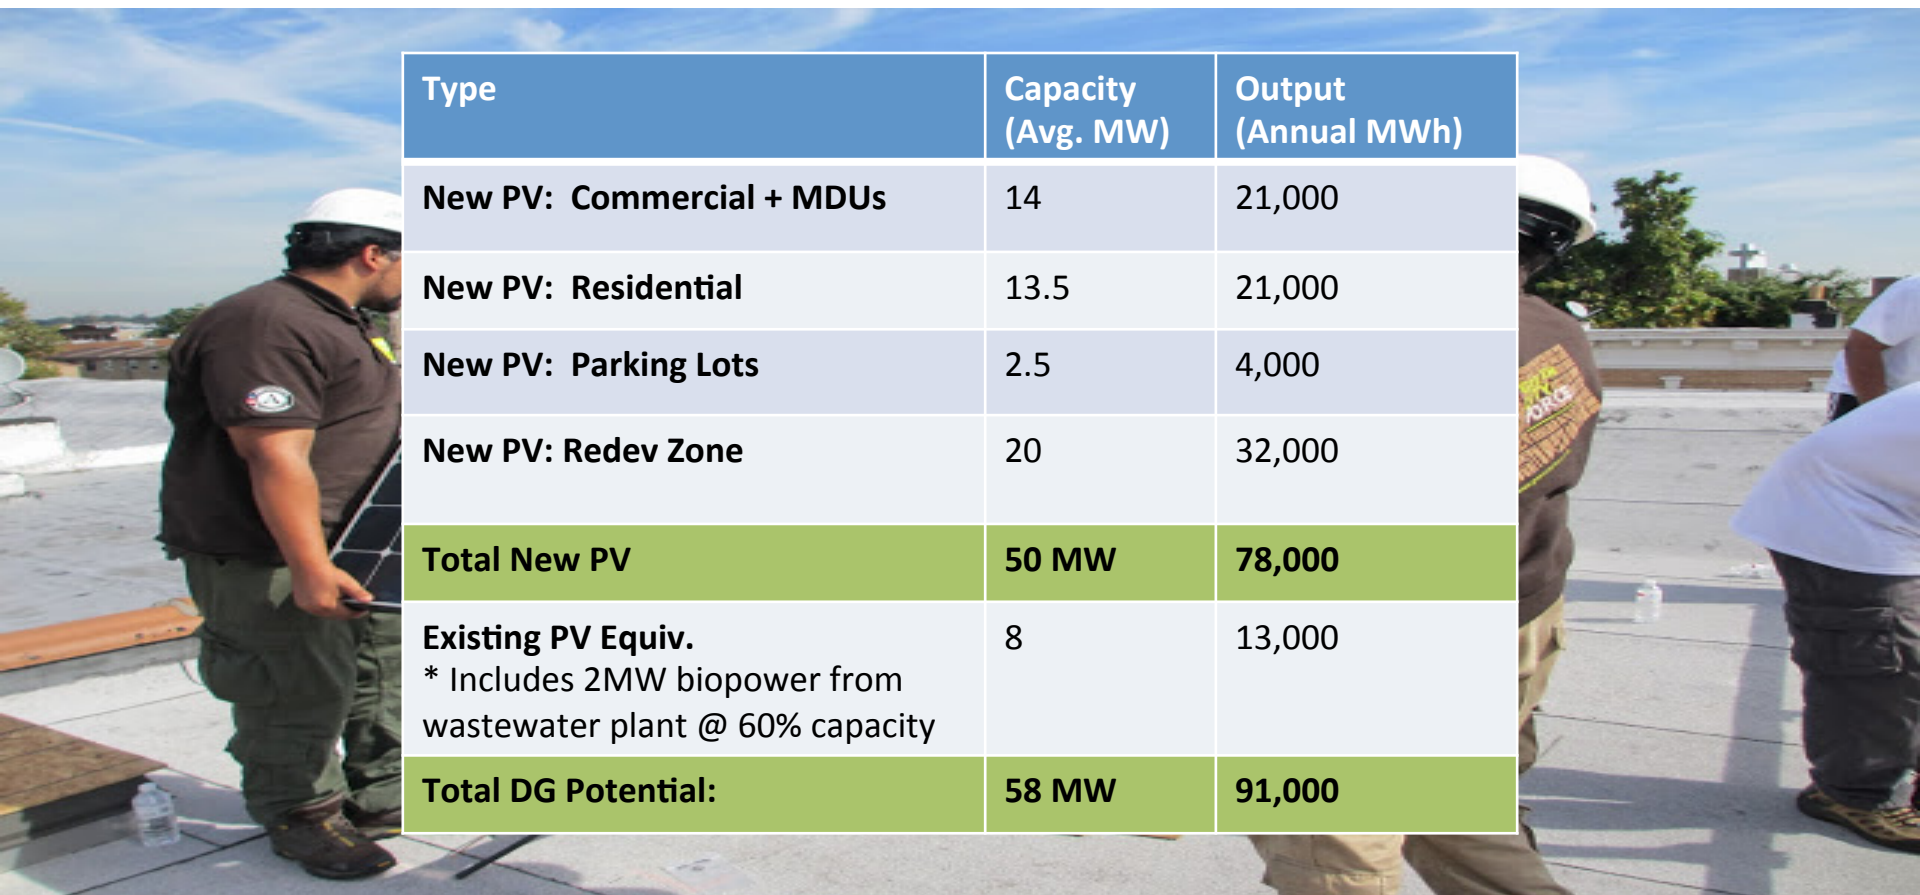 Type
Capacity
(Avg. MW)
Output
(Annual MWh)
New PV:  Commercial + MDUs
14
21,000
New PV:  Residential
13.5
21,000
New PV:  Parking Lots
2.5
4,000
New PV: Redev Zone
20
32,000
Total New PV
50 MW
78,000
Existing PV Equiv.
8
13,000
* Includes 2MW biopower from
wastewater plant @ 60% capacity
Total DG Potential:
58 MW
91,000
FORCE